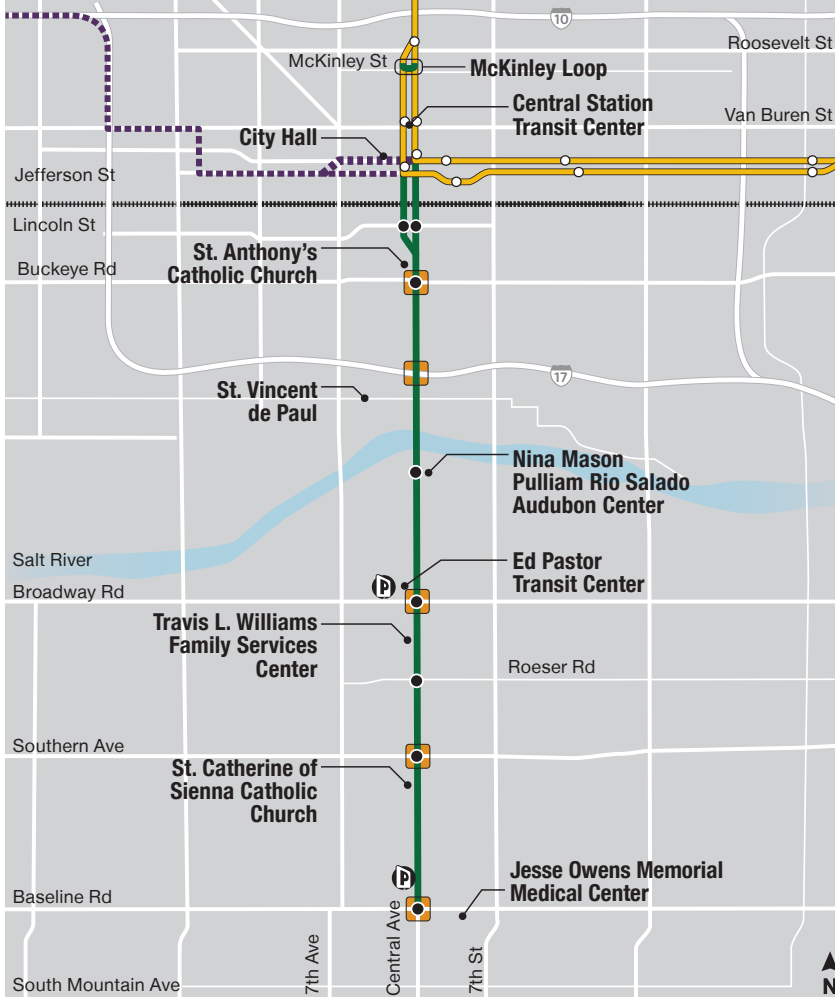 10
Roosevelt St
McKinley St
McKinley Loop
Central Station
Transit Center
Van Buren St
City Hall
Jefferson St
Lincoln St
St. Anthony's
Catholic Church
Buckeye Rd
17
St. Vincent
de Paul
Nina Mason
Pulliam Rio Salado
Audubon Center
Salt River
Ed Pastor
Transit Center
P
Broadway Rd
Travis L. Williams
Family Services
Center
Roeser Rd
Southern Ave
St. Catherine of
Sienna Catholic
Church
P
Jesse Owens Memorial
Medical Center
Baseline Rd
7th Ave
Central Ave
7th St
South Mountain Ave
N